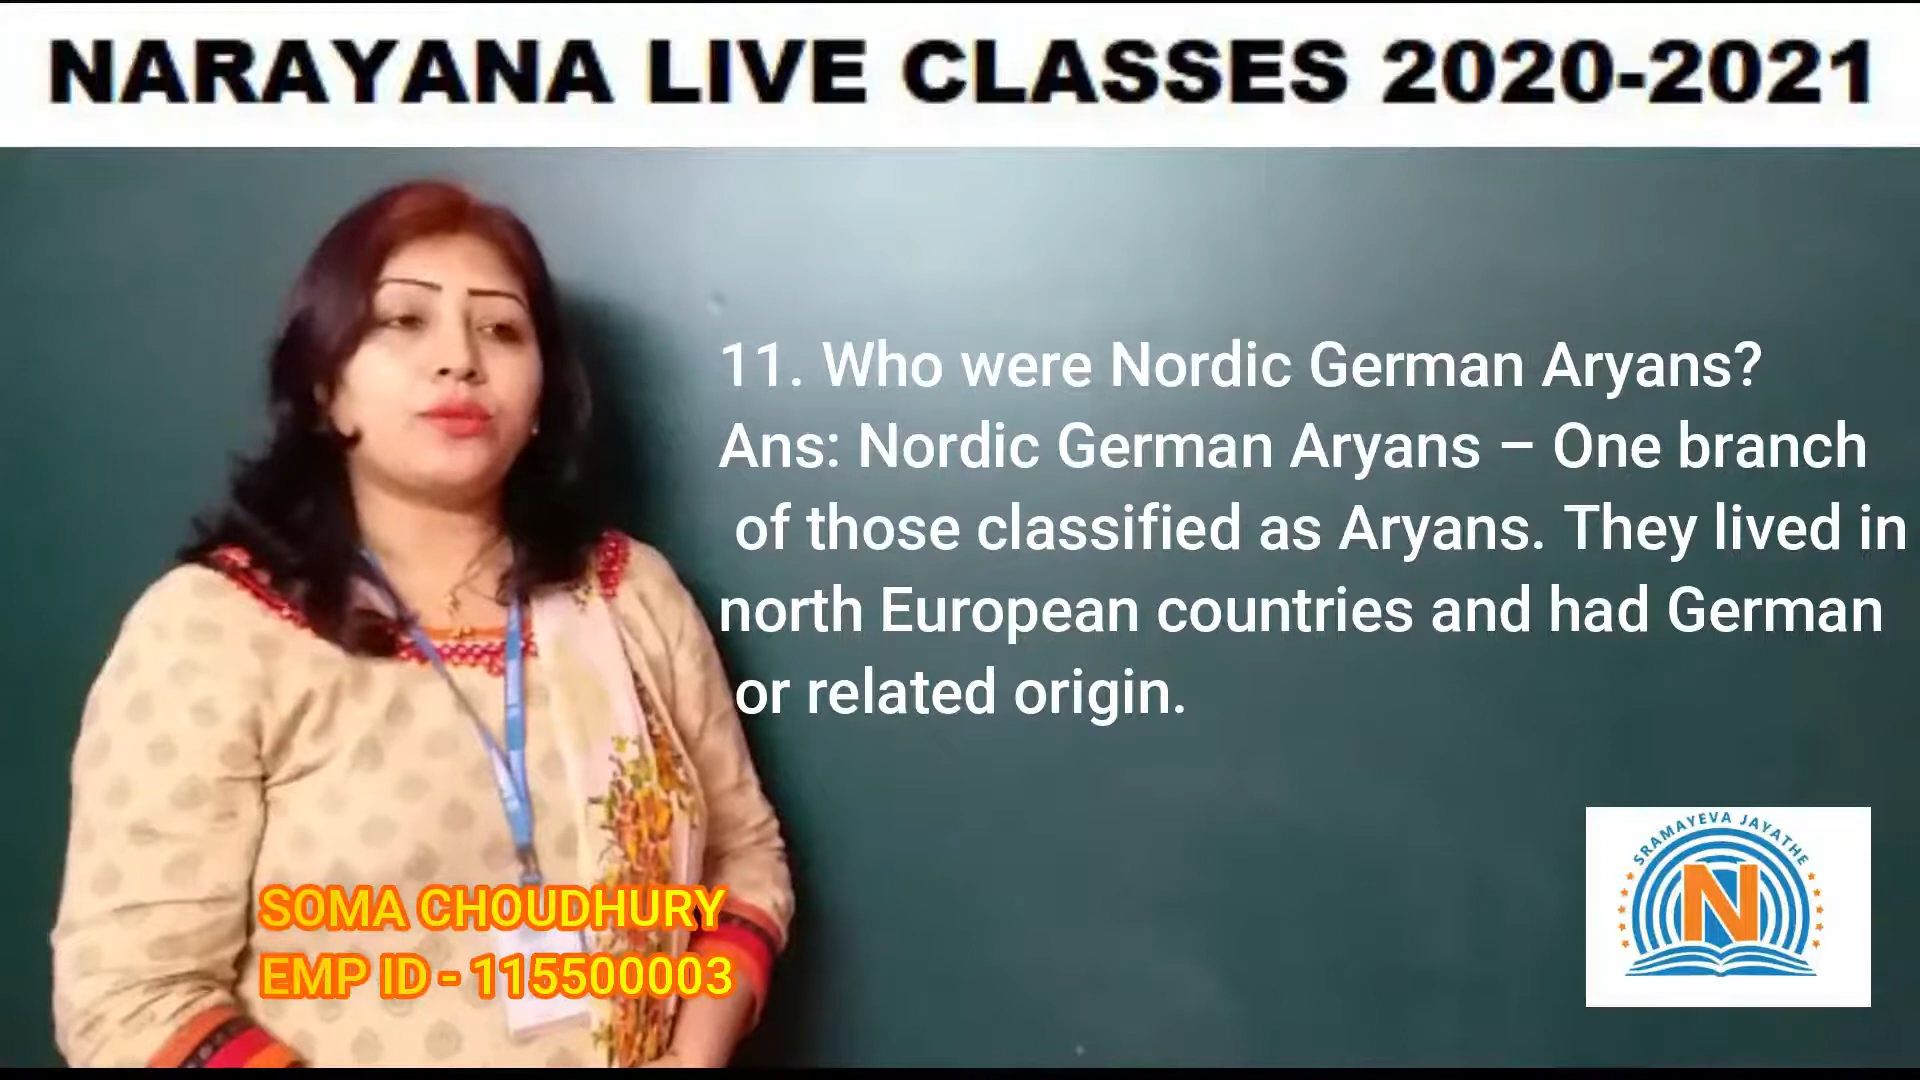 NARAYANA LIVE CLASSES 2020-2021
11. Who were Nordic German Aryans?
Ans: Nordic German Aryans – One branch
of those classified as Aryans. They lived in
north European countries and had German
or related origin.
SOMA CHOUDHURY
EMP ID - 115500003
SRAMAYEVA JAYATHE
N